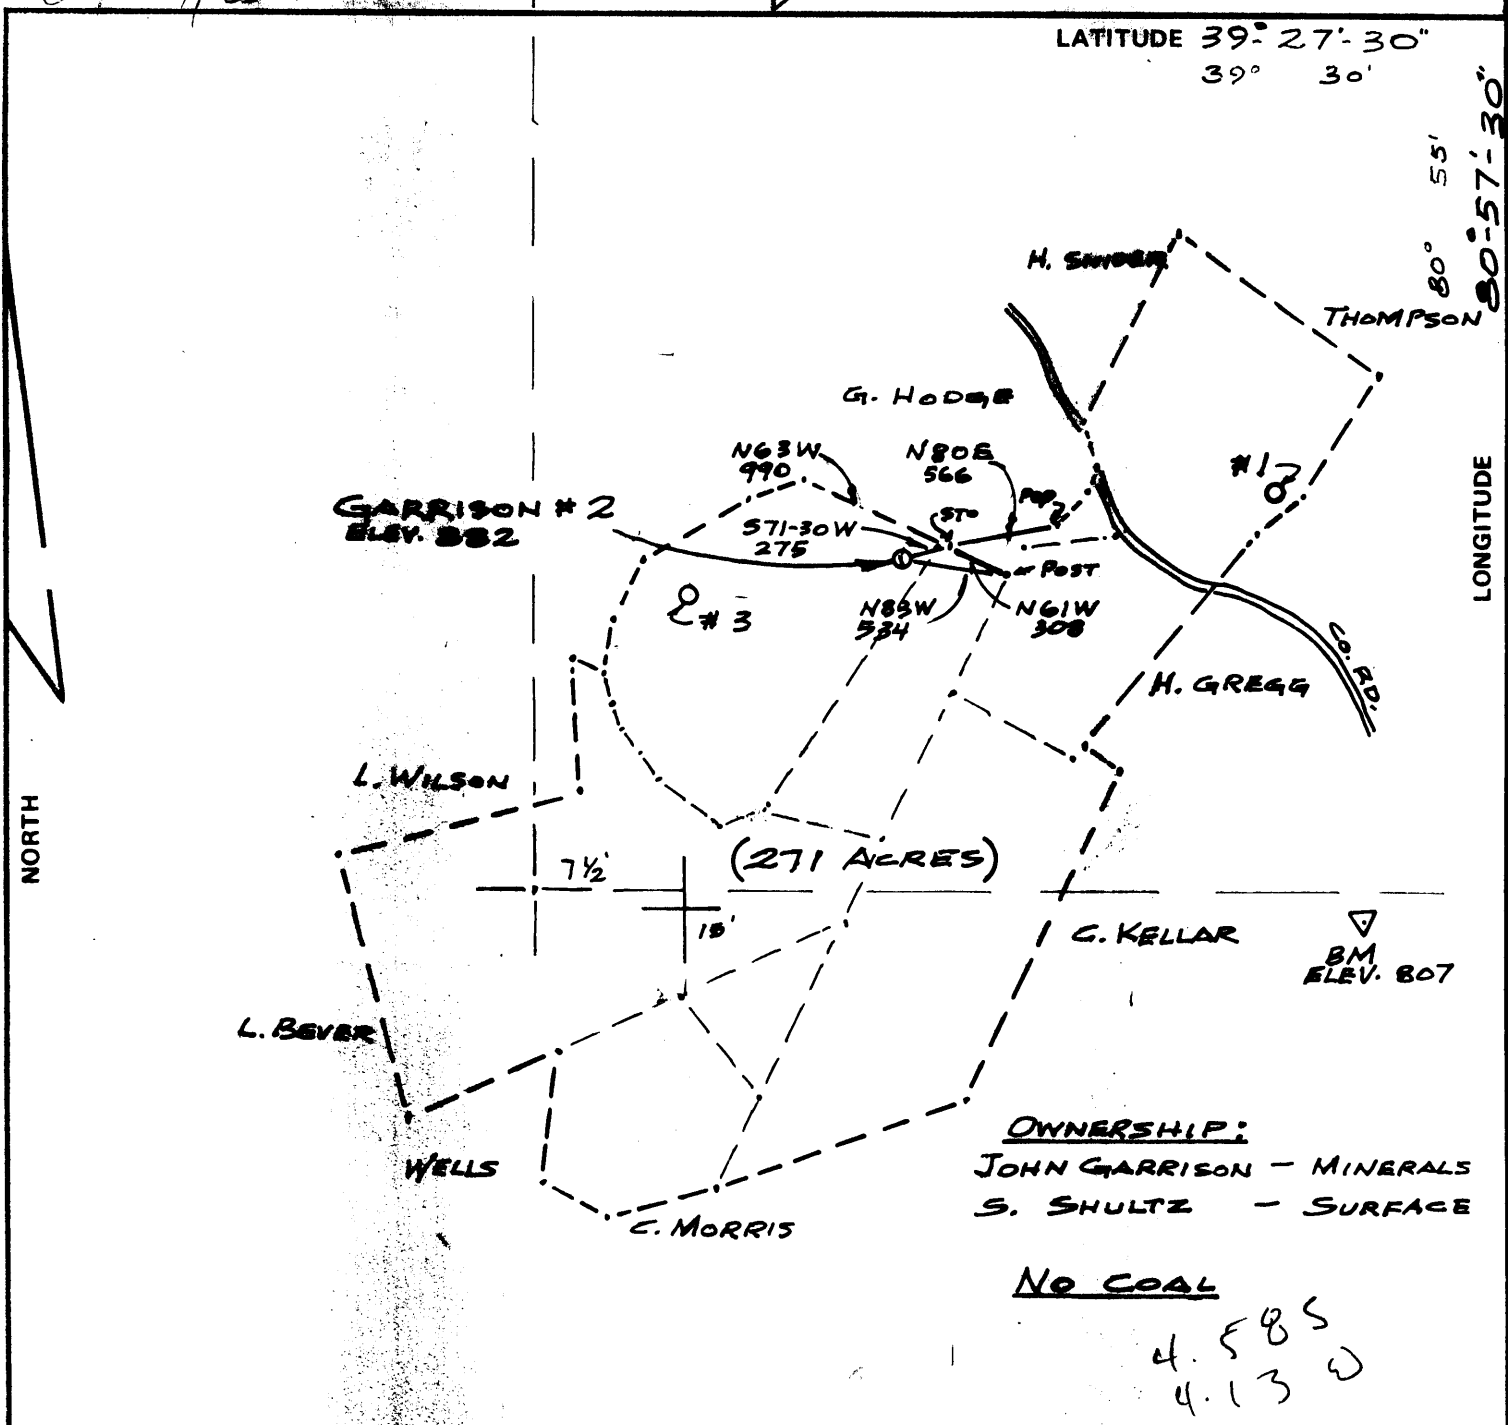 LATITUDE 39°-27'-30"
39° 30'
80° 55'
80°-57'-30"
LONGITUDE
NORTH
H.
THOMPSON
G. HODGE
N63W
990
N80E
566
#1
GARRISON #2
ELEV. 882
S71-30W
275
STO
POP
POST
#3
N83W
534
N61W
308
CO. RD.
H. GREGG
L. WILSON
7½'
(271 ACRES)
15'
C. KELLAR
BM
ELEV. 807
L. BEVER
WELLS
C. MORRIS
OWNERSHIP:
JOHN GARRISON - MINERALS
S. SHULTZ - SURFACE
NO COAL
4.58 S
4.13 W